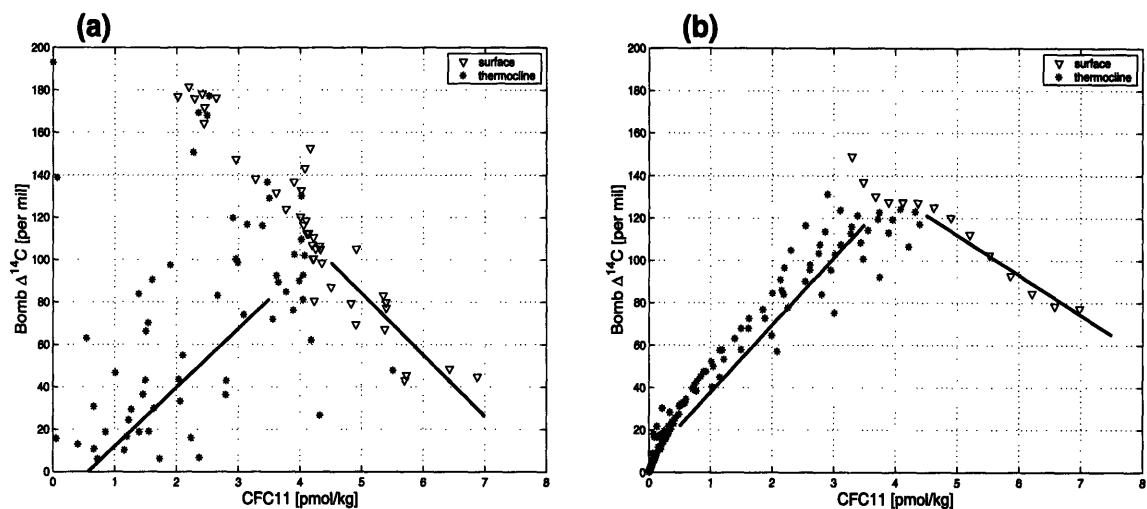 (a)
200
180
160
140
120
100
80
60
40
20
0
Bomb Δ¹⁴C [per mil]
0 1 2 3 4 5 6 7 8
CFC11 [pmol/kg]
surface
thermocline
(b)
200
180
160
140
120
100
80
60
40
20
0
Bomb Δ¹⁴C [per mil]
0 1 2 3 4 5 6 7 8
CFC11 [pmol/kg]
surface
thermocline